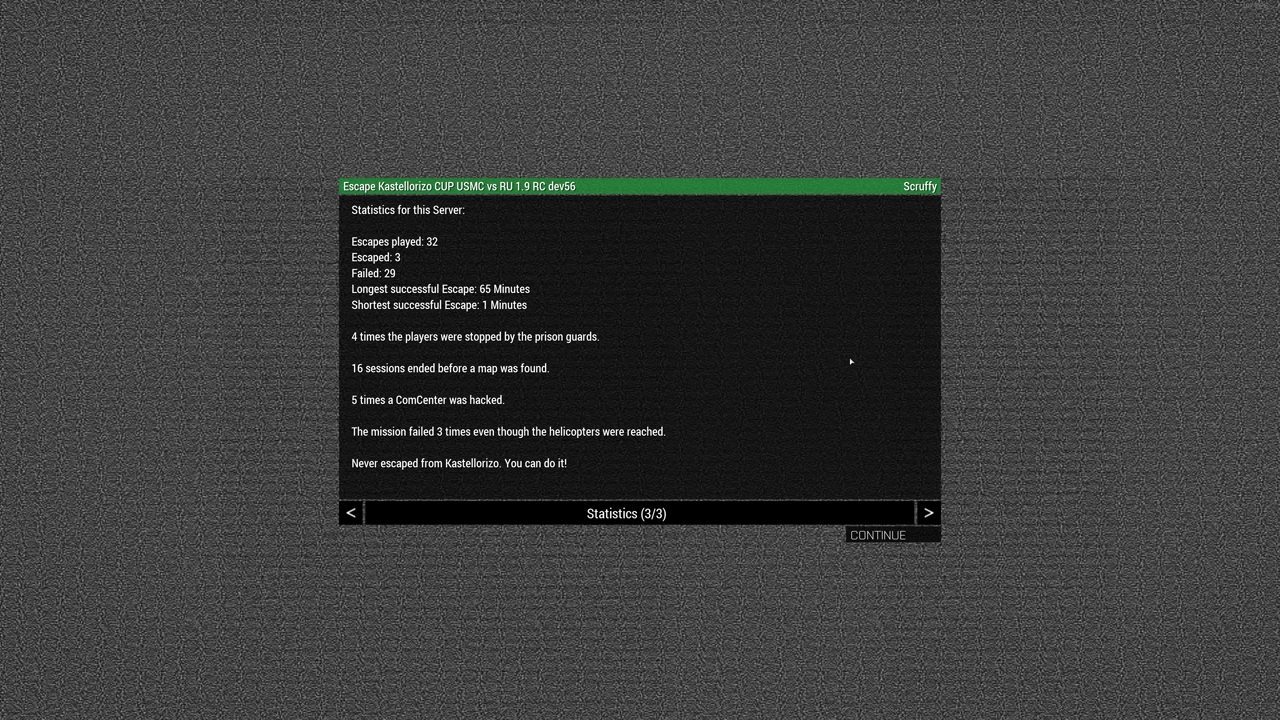 Escape Kastellorizo CUP USMC vs RU 1.9 RC dev56 Scruffy
Statistics for this Server:
Escapes played: 32
Escaped: 3
Failed: 29
Longest successful Escape: 65 Minutes
Shortest successful Escape: 1 Minutes
4 times the players were stopped by the prison guards.
16 sessions ended before a map was found.
5 times a ComCenter was hacked.
The mission failed 3 times even though the helicopters were reached.
Never escaped from Kastellorizo. You can do it!
< Statistics (3/3) >
CONTINUE